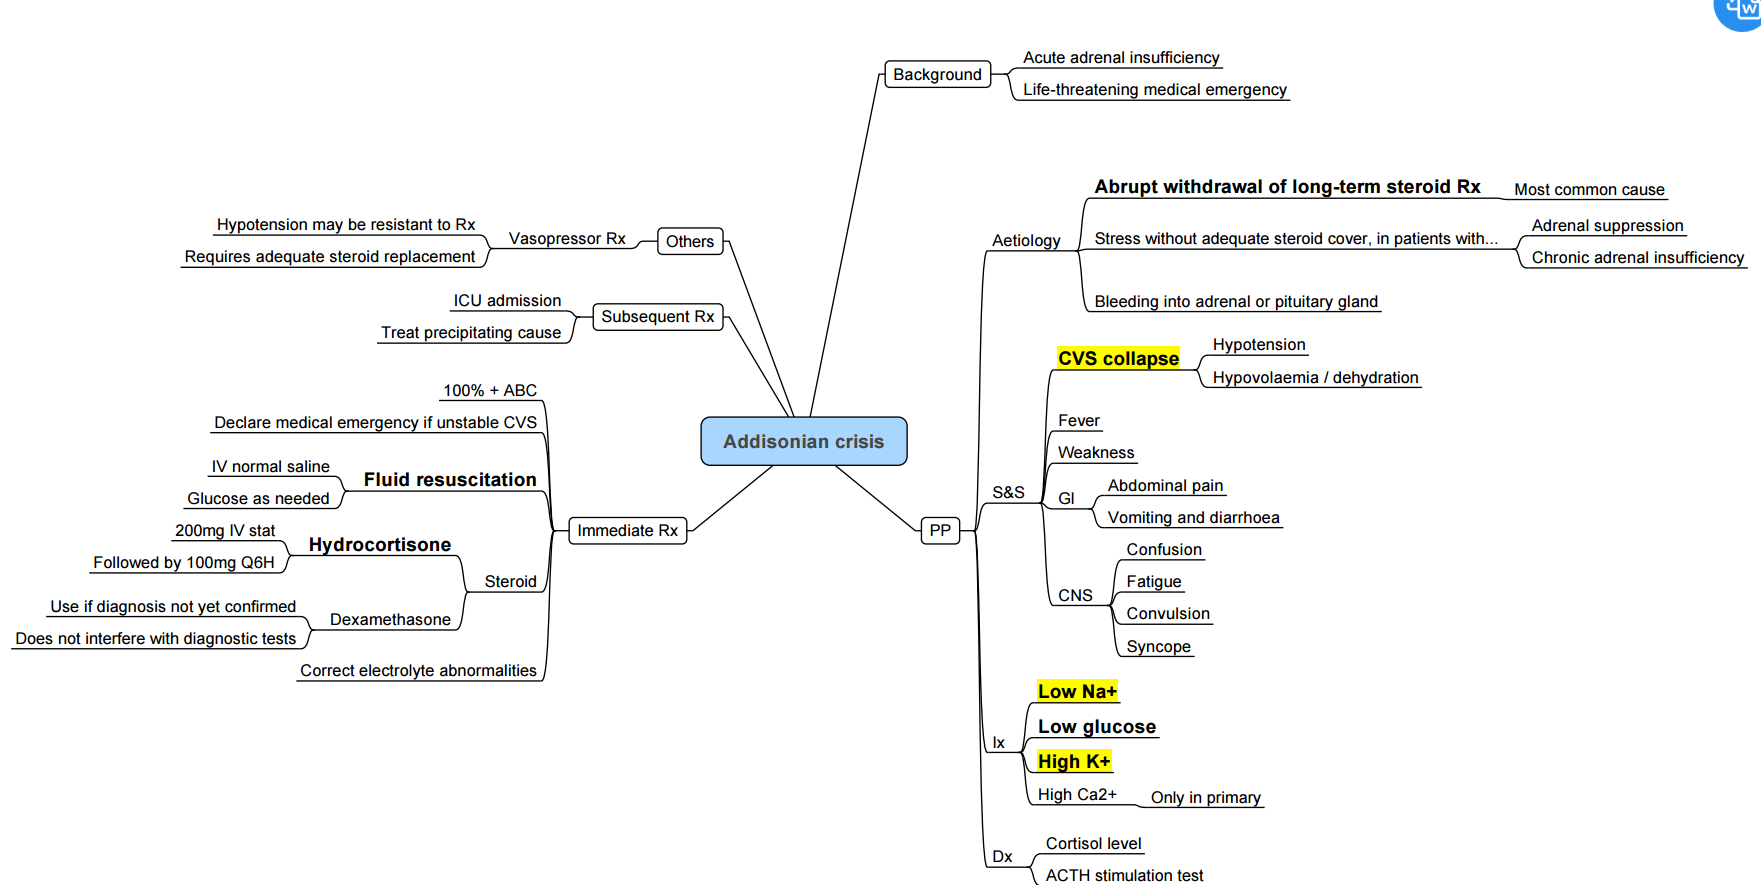 Addisonian crisis
Background
Acute adrenal insufficiency
Life-threatening medical emergency
PP
Aetiology
Abrupt withdrawal of long-term steroid Rx
Most common cause
Stress without adequate steroid cover, in patients with...
Adrenal suppression
Chronic adrenal insufficiency
Bleeding into adrenal or pituitary gland
S&S
CVS collapse
Hypotension
Hypovolaemia / dehydration
Fever
Weakness
GI
Abdominal pain
Vomiting and diarrhoea
CNS
Confusion
Fatigue
Convulsion
Syncope
Ix
Low Na+
Low glucose
High K+
High Ca2+
Only in primary
Dx
Cortisol level
ACTH stimulation test
Immediate Rx
100% + ABC
Declare medical emergency if unstable CVS
Fluid resuscitation
IV normal saline
Glucose as needed
Steroid
Hydrocortisone
200mg IV stat
Followed by 100mg Q6H
Dexamethasone
Use if diagnosis not yet confirmed
Does not interfere with diagnostic tests
Correct electrolyte abnormalities
Subsequent Rx
ICU admission
Treat precipitating cause
Others
Vasopressor Rx
Hypotension may be resistant to Rx
Requires adequate steroid replacement
W